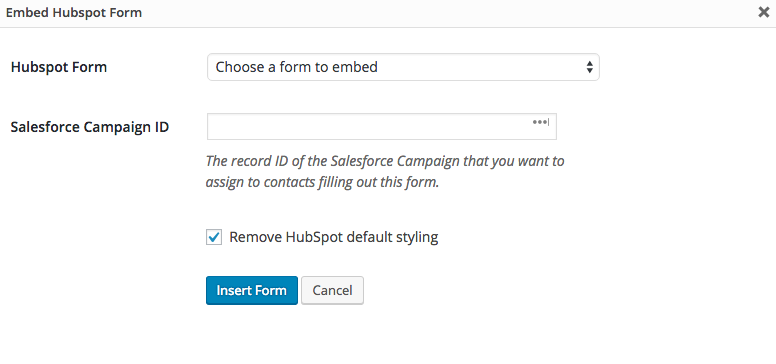 Embed Hubspot Form
Hubspot Form
Choose a form to embed
Salesforce Campaign ID
The record ID of the Salesforce Campaign that you want to
assign to contacts filling out this form.
Remove HubSpot default styling
Insert Form
Cancel